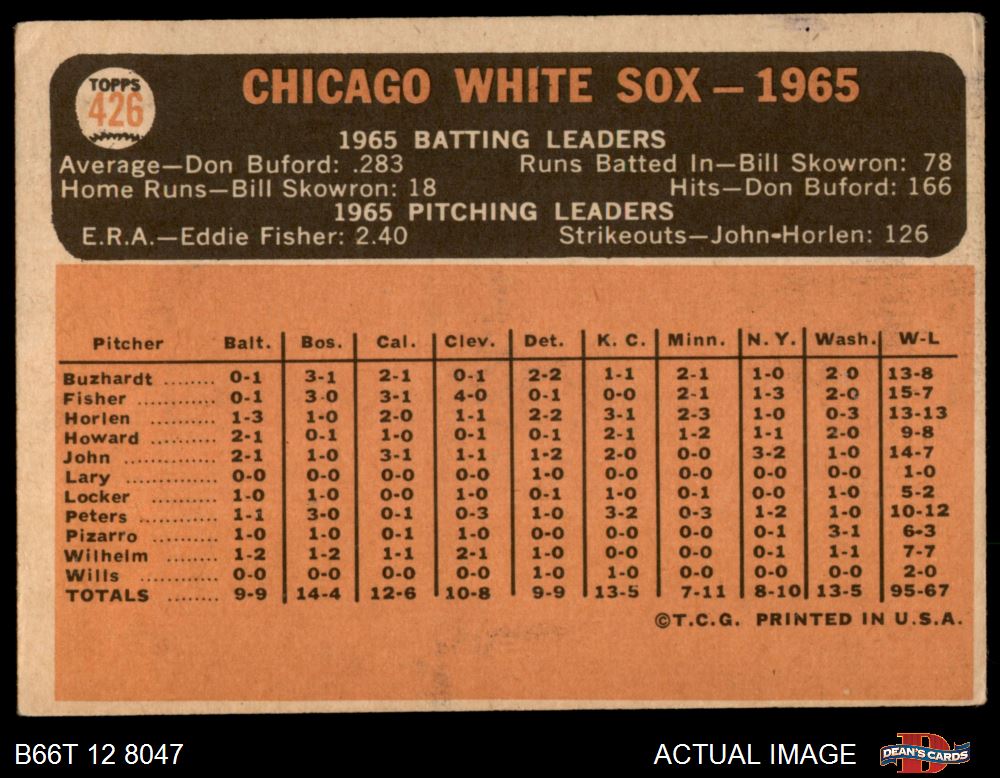 TOPPS
426
CHICAGO WHITE SOX — 1965
1965 BATTING LEADERS
Average—Don Buford: .283 Runs Batted In—Bill Skowron: 78
Home Runs—Bill Skowron: 18 Hits—Don Buford: 166
1965 PITCHING LEADERS
E.R.A.—Eddie Fisher: 2.40 Strikeouts—John-Horlen: 126
Pitcher Balt. Bos. Cal. Clev. Det. K. C. Minn. N. Y. Wash. W-L
Buzhardt ........ 0-1 3-1 2-1 0-1 2-2 1-1 2-1 1-0 2 0 13-8
Fisher ............ 0-1 3-0 3-1 4-0 0-1 0-0 2-1 1-3 2-0 15-7
Horlen ............ 1-3 1-0 2-0 1-1 2-2 3-1 2-3 1-0 0-3 13-13
Howard .......... 2-1 0-1 1-0 0-1 0-1 2-1 1-2 1-1 2-0 9-8
John .............. 2-1 1-0 3-1 1-1 1-2 2-0 0-0 3-2 1-0 14-7
Lary .............. 0-0 0-0 0-0 0-0 1-0 0-0 0-0 0-0 0-0 1-0
Locker ............ 1-0 1-0 0-0 1-0 0-1 1-0 0-1 0-0 1-0 5-2
Peters ............ 1-1 3-0 0-1 0-3 1-0 3-2 0-3 1-2 1-0 10-12
Pizarro .......... 1-0 1-0 0-1 1-0 0-0 0-0 0-0 0-1 3-1 6-3
Wilhelm .......... 1-2 1-2 1-1 2-1 1-0 0-0 0-0 0-1 1-1 7-7
Wills ............ 0-0 0-0 0-0 0-0 1-0 1-0 0-0 0-0 0-0 2-0
TOTALS ........ 9-9 14-4 12-6 10-8 9-9 13-5 7-11 8-10 13-5 95-67
©T.C.G. PRINTED IN U.S.A.
B66T 12 8047 ACTUAL IMAGE
D
DEAN'S CARDS